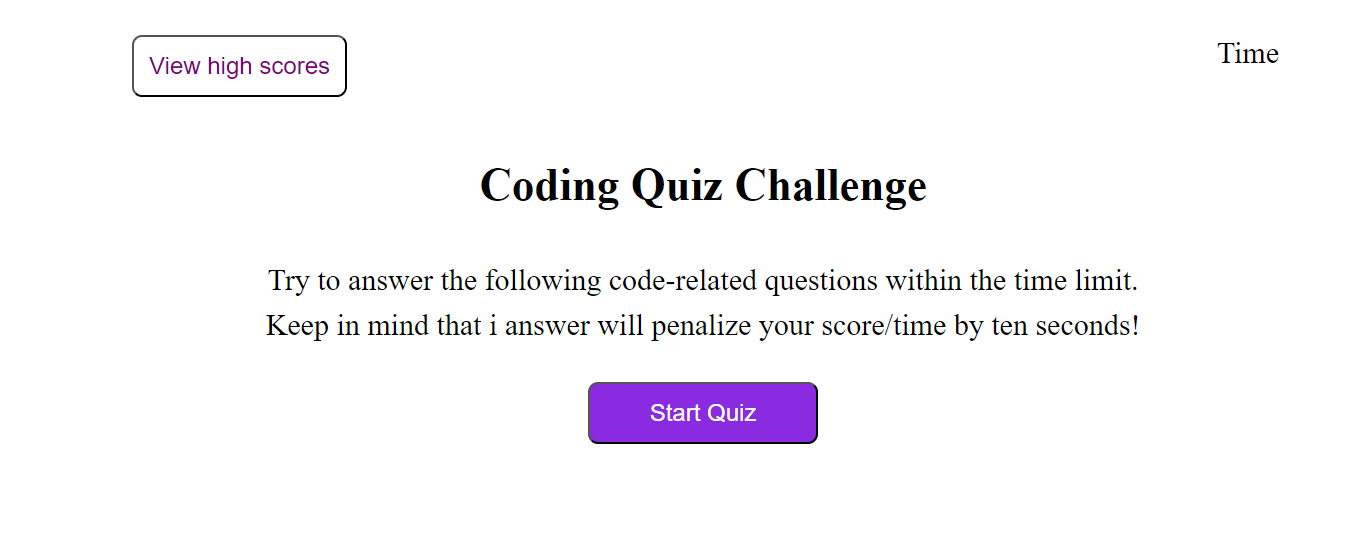 View high scores
Time
Coding Quiz Challenge
Try to answer the following code-related questions within the time limit.
Keep in mind that i answer will penalize your score/time by ten seconds!
Start Quiz